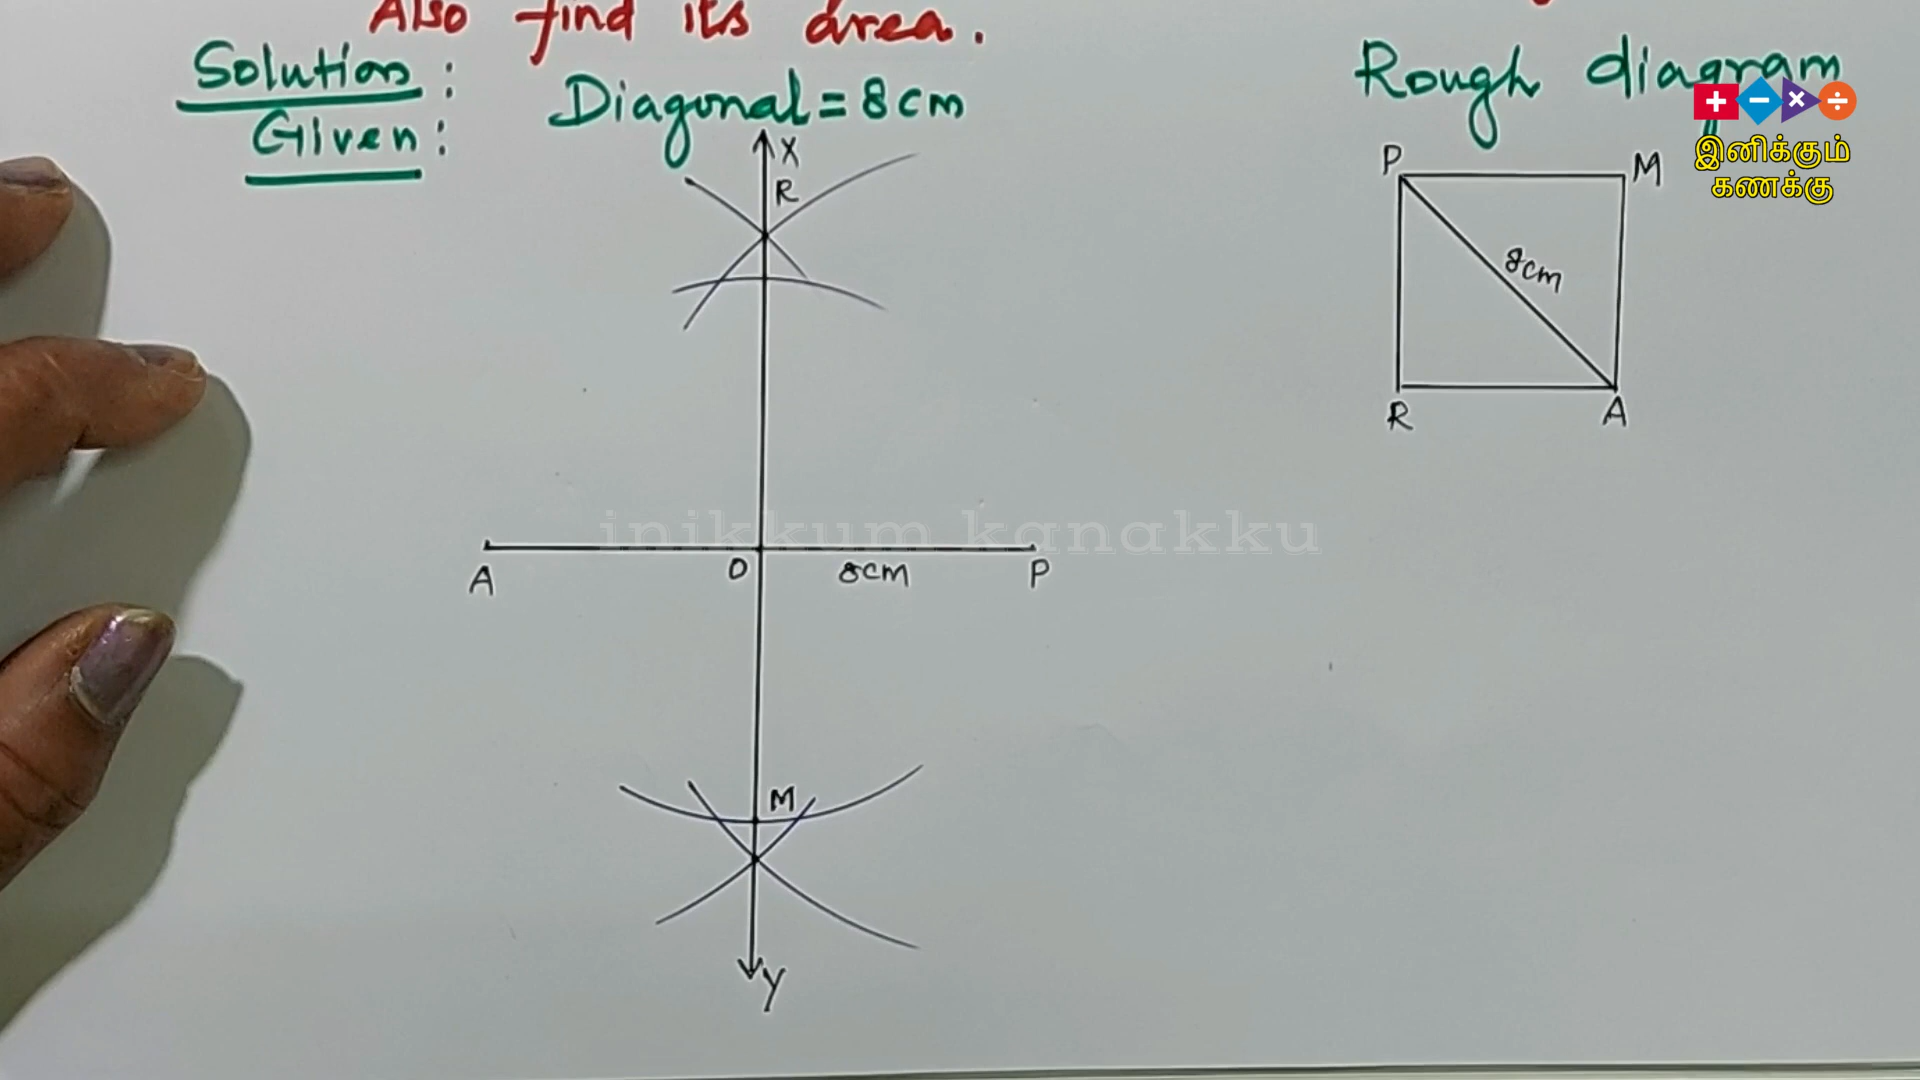 Also find its area.
Solution:
Given: Diagonal = 8 cm
Rough diagram
+ - × ÷
இனிக்கும்
கணக்கு
X
R
P M
8cm
R A
inikkum kanakku
A O 8cm P
M
Y